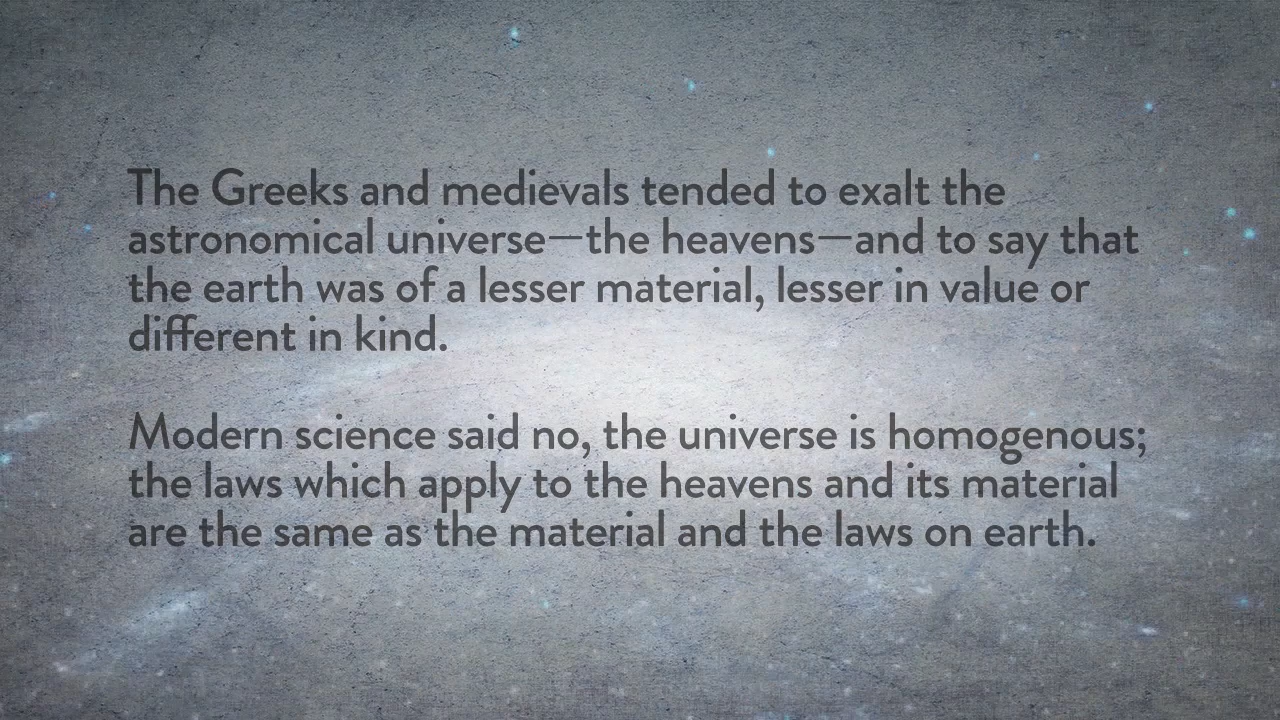 The Greeks and medievals tended to exalt the
astronomical universe—the heavens—and to say that
the earth was of a lesser material, lesser in value or
different in kind.
Modern science said no, the universe is homogenous;
the laws which apply to the heavens and its material
are the same as the material and the laws on earth.